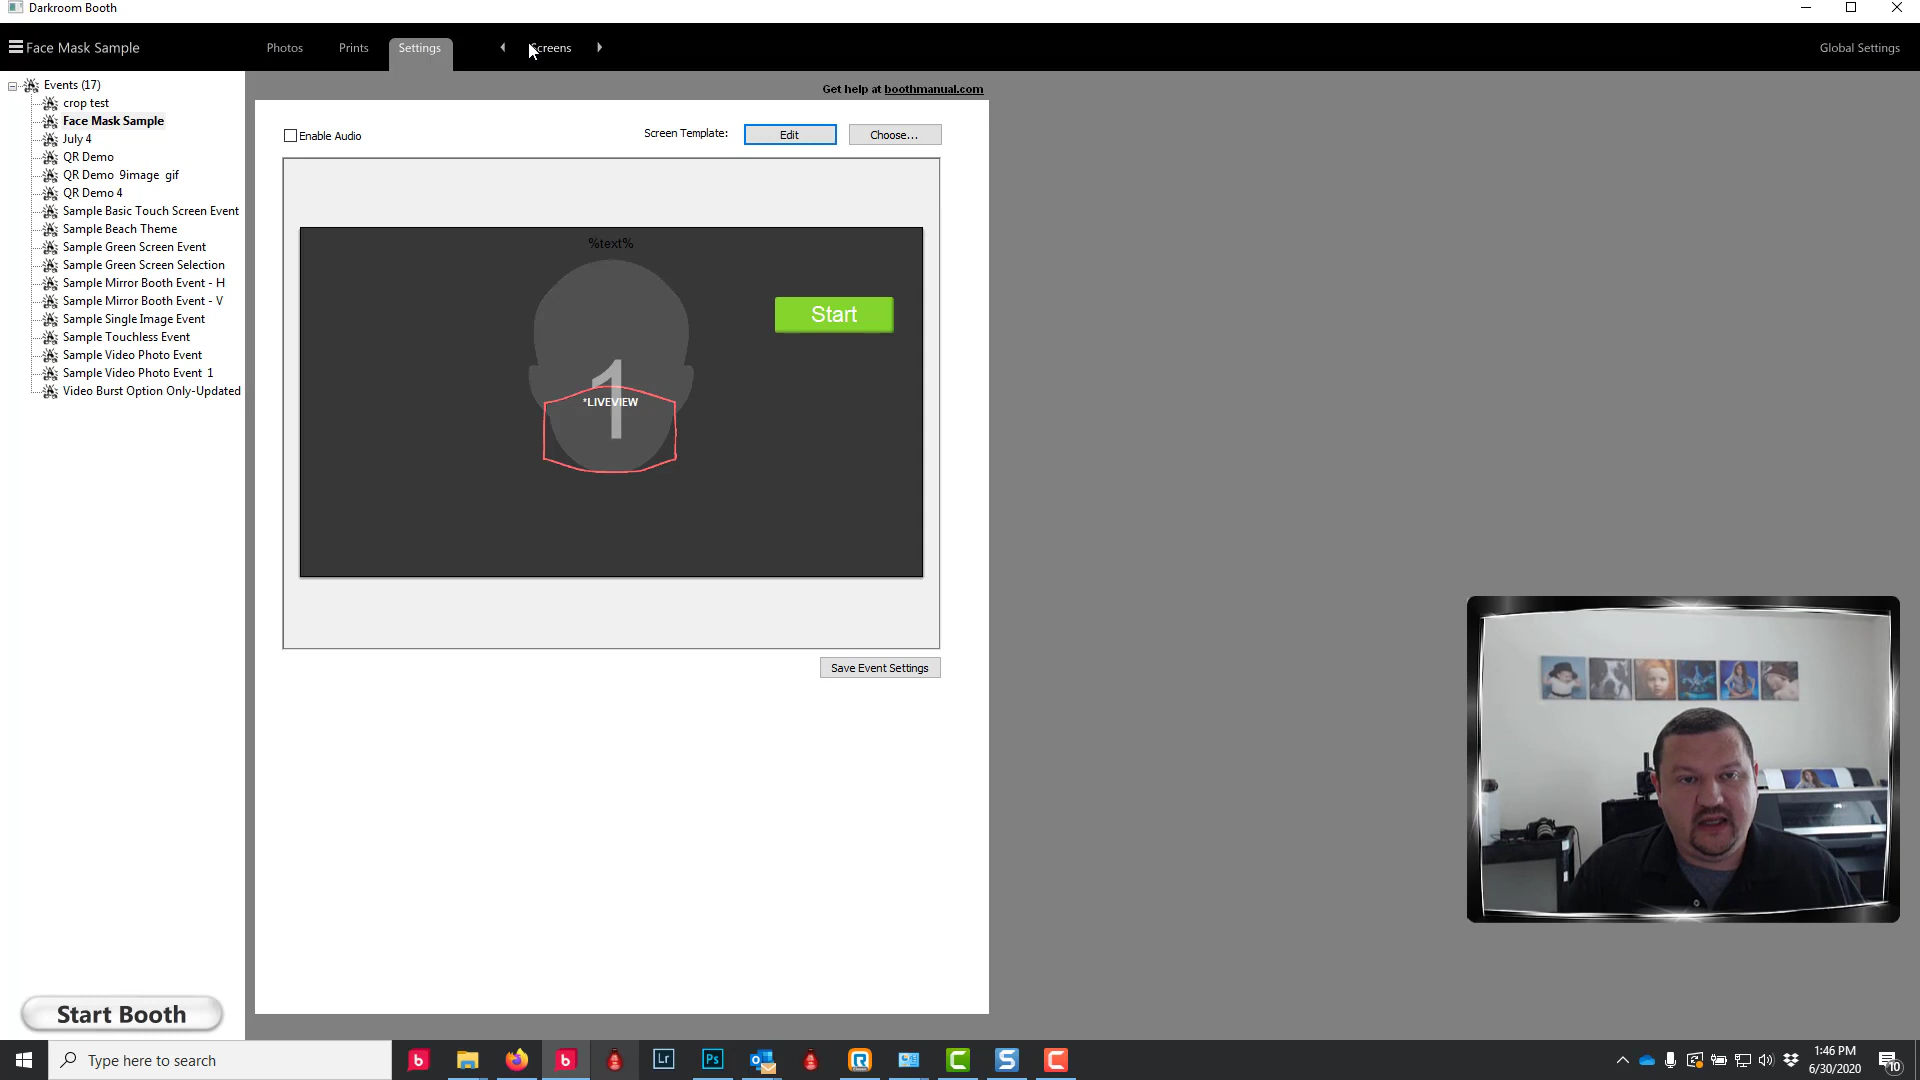 Darkroom Booth
Face Mask Sample
Photos
Prints
Settings
Screens
Global Settings
Get help at boothmanual.com
Events (17)
crop test
Face Mask Sample
July 4
QR Demo
QR Demo 9image gif
QR Demo 4
Sample Basic Touch Screen Event
Sample Beach Theme
Sample Green Screen Event
Sample Green Screen Selection
Sample Mirror Booth Event - H
Sample Mirror Booth Event - V
Sample Single Image Event
Sample Touchless Event
Sample Video Photo Event
Sample Video Photo Event 1
Video Burst Option Only-Updated
Enable Audio
Screen Template:
Edit
Choose...
%text%
Start
1
*LIVEVIEW
Save Event Settings
Start Booth
Type here to search
b
b
Lr
Ps
C
S
C
1:46 PM
6/30/2020
10